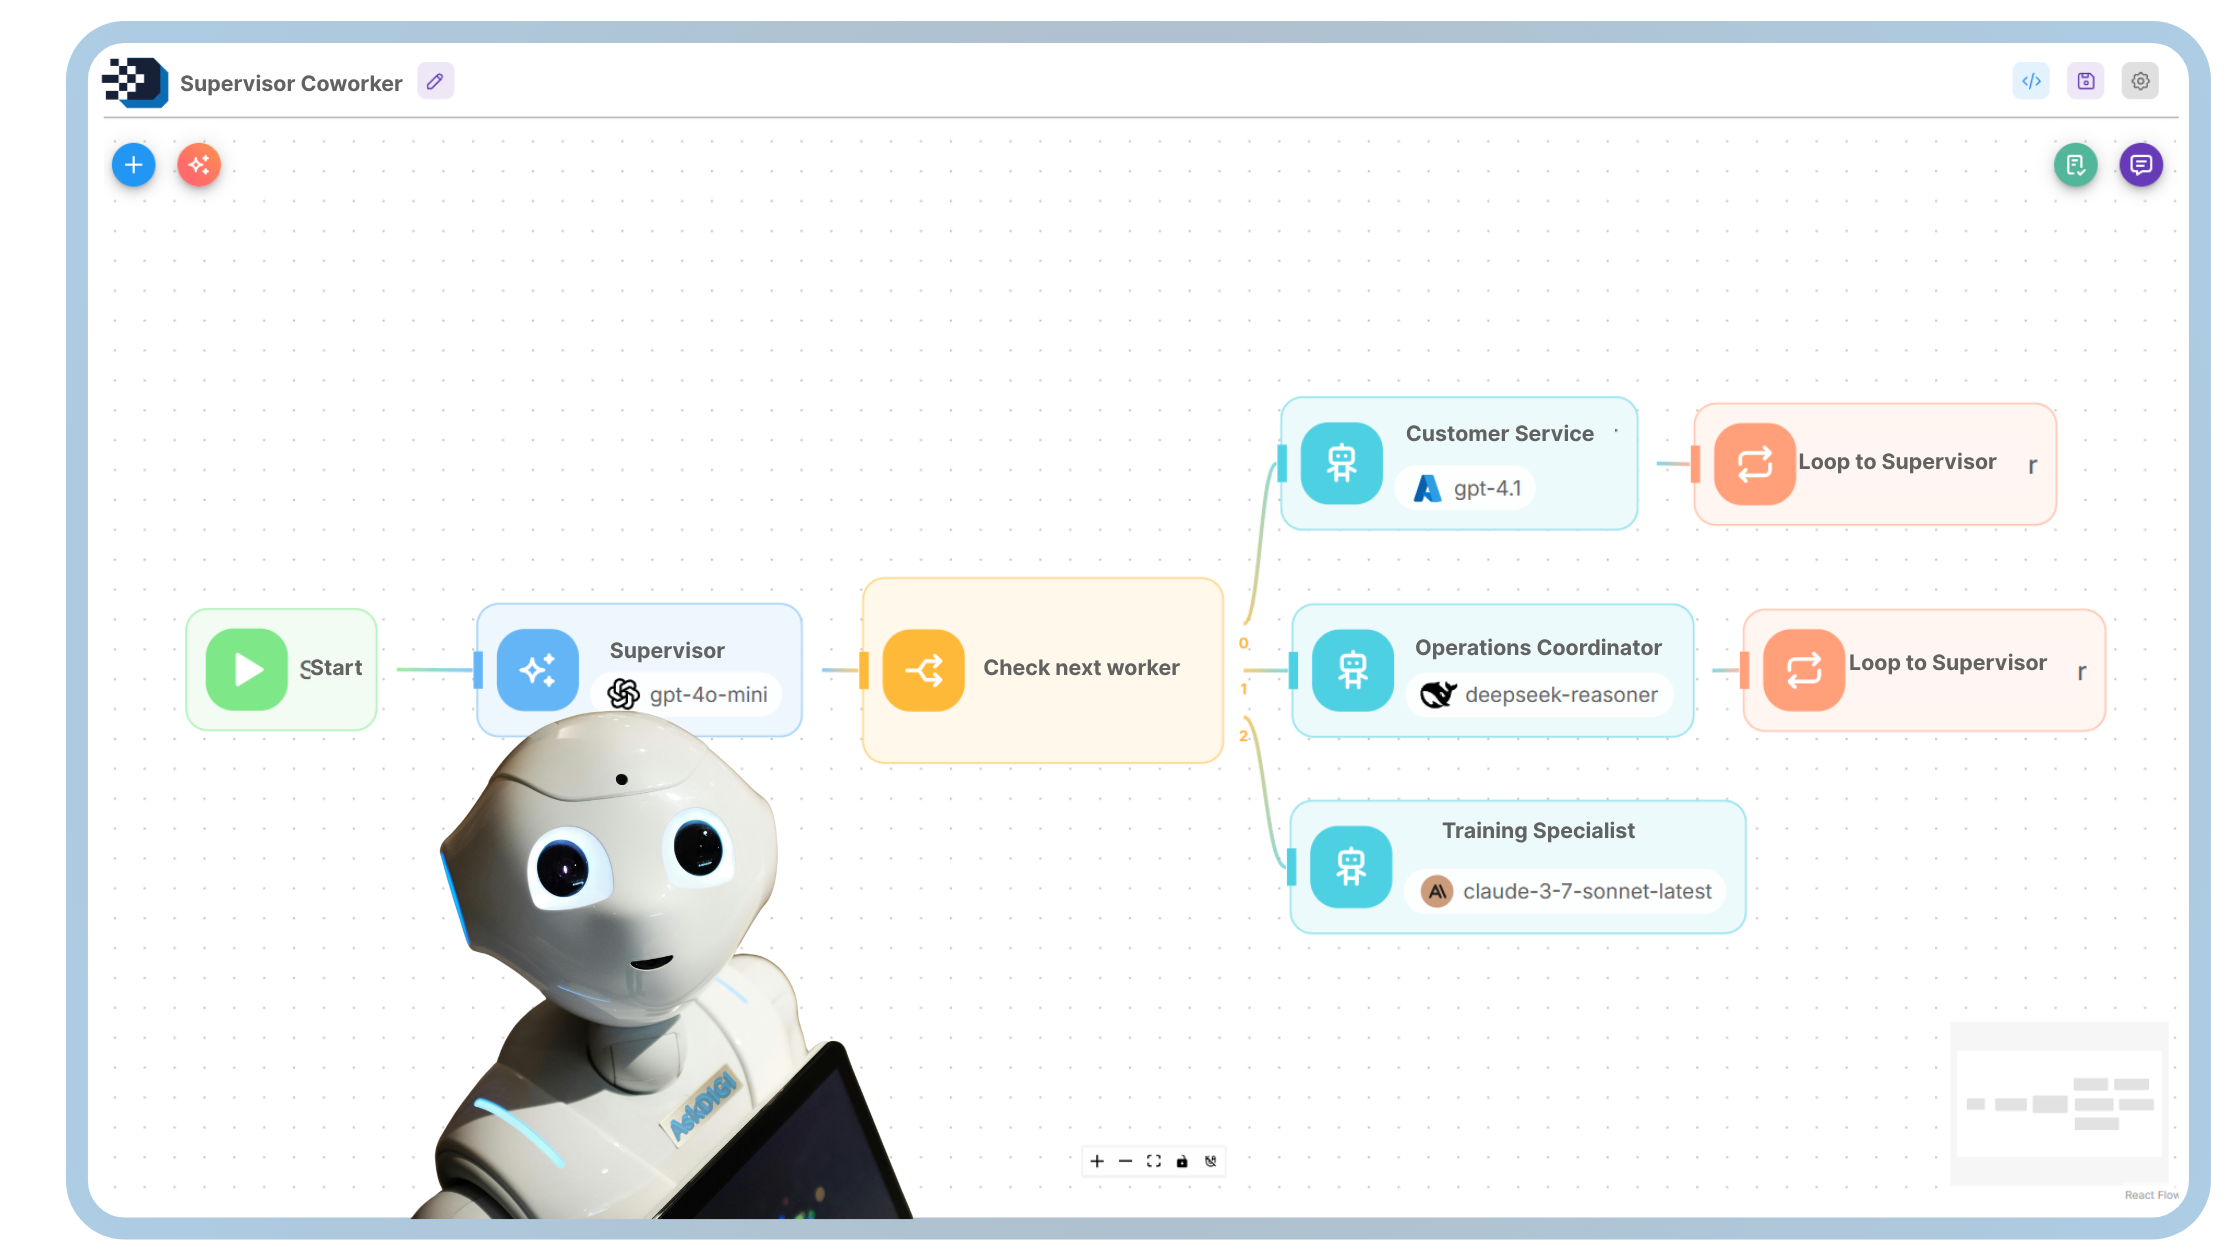 Supervisor Coworker
Customer Service
gpt-4.1
Loop to Supervisor r
Start
Supervisor
gpt-4o-mini
Check next worker
0
1
2
Operations Coordinator
deepseek-reasoner
Loop to Supervisor r
Training Specialist
claude-3-7-sonnet-latest
AskDIGI
React Flow